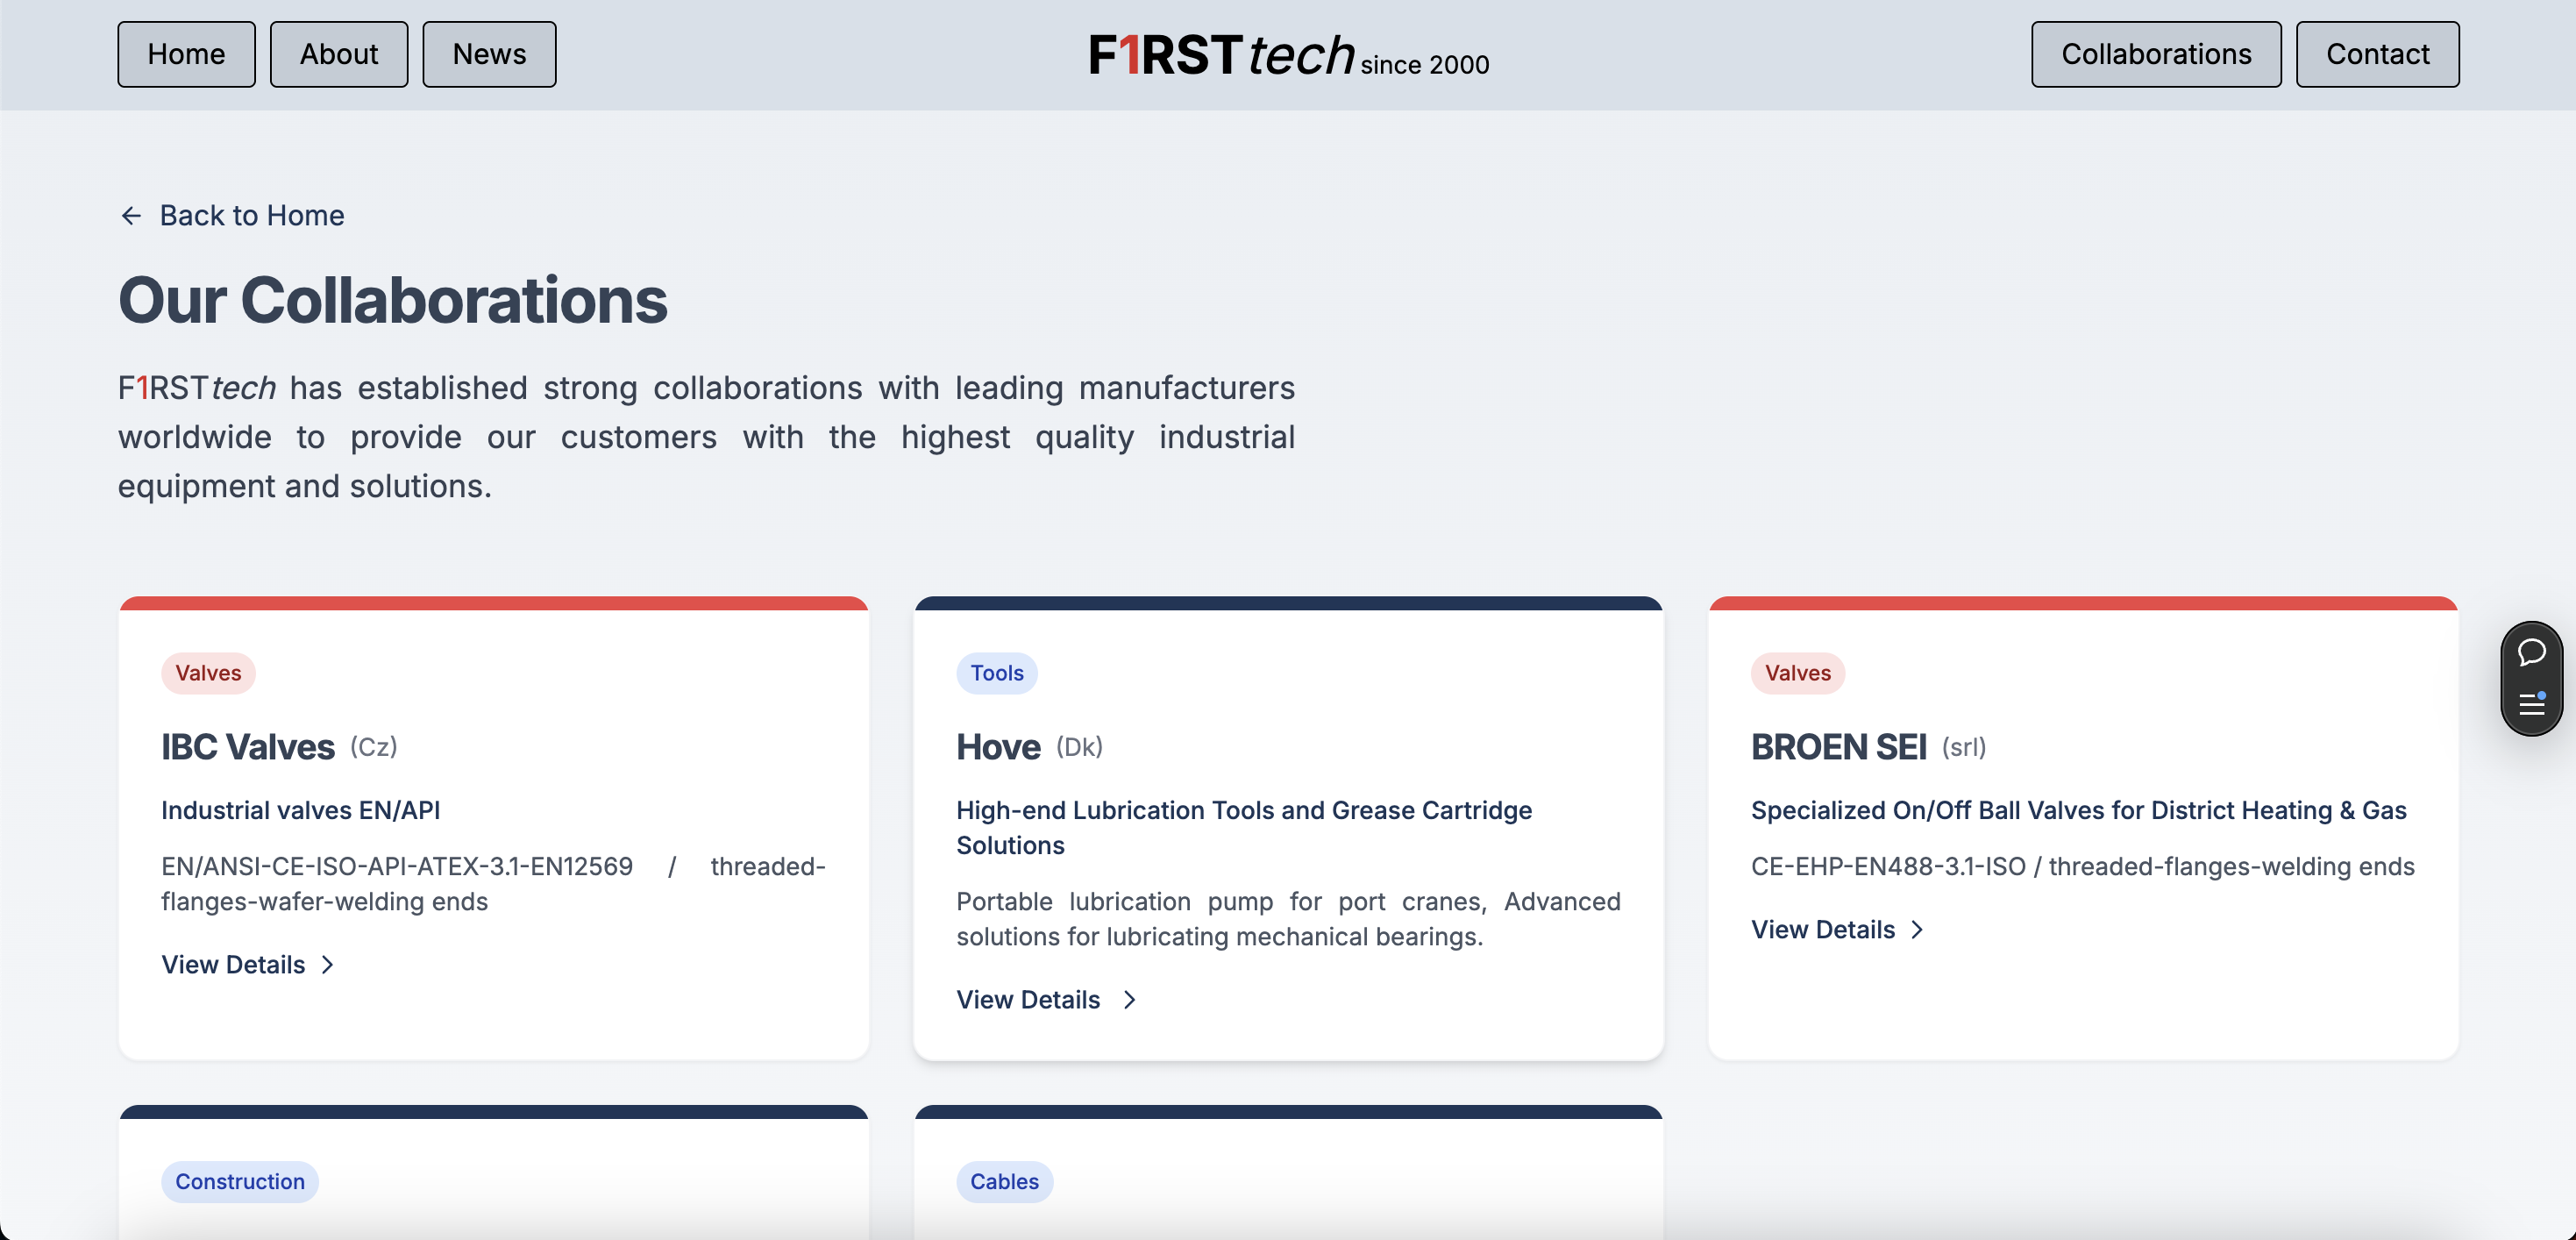 Home About News F1RSTtech since 2000 Collaborations Contact
← Back to Home
Our Collaborations
F1RSTtech has established strong collaborations with leading manufacturers
worldwide to provide our customers with the highest quality industrial
equipment and solutions.
Valves
IBC Valves (Cz)
Industrial valves EN/API
EN/ANSI-CE-ISO-API-ATEX-3.1-EN12569 / threaded-
flanges-wafer-welding ends
View Details >
Tools
Hove (Dk)
High-end Lubrication Tools and Grease Cartridge
Solutions
Portable lubrication pump for port cranes, Advanced
solutions for lubricating mechanical bearings.
View Details >
Valves
BROEN SEI (srl)
Specialized On/Off Ball Valves for District Heating & Gas
CE-EHP-EN488-3.1-ISO / threaded-flanges-welding ends
View Details >
Construction
Cables